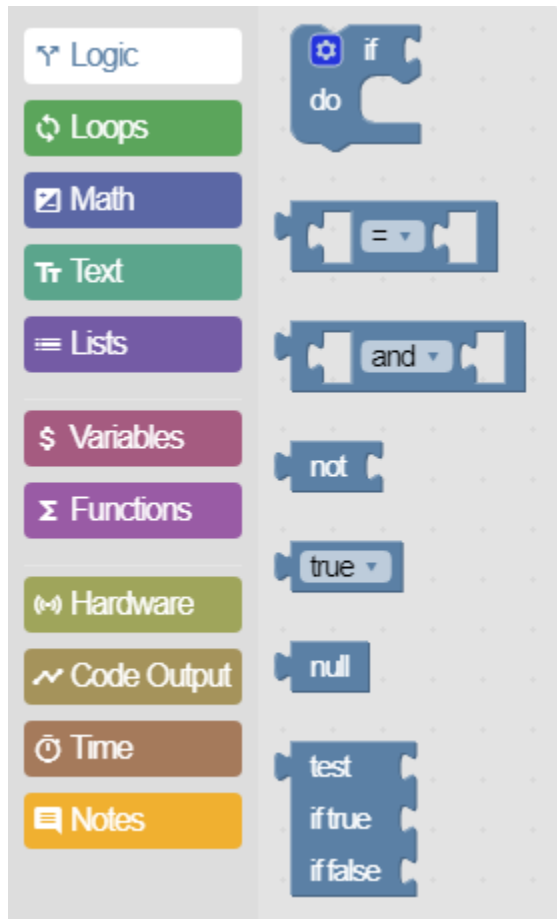 Logic
Loops
Math
Text
Lists
$ Variables
Σ Functions
Hardware
Code Output
Time
Notes
if
do
=
and
not
true
null
test
if true
if false